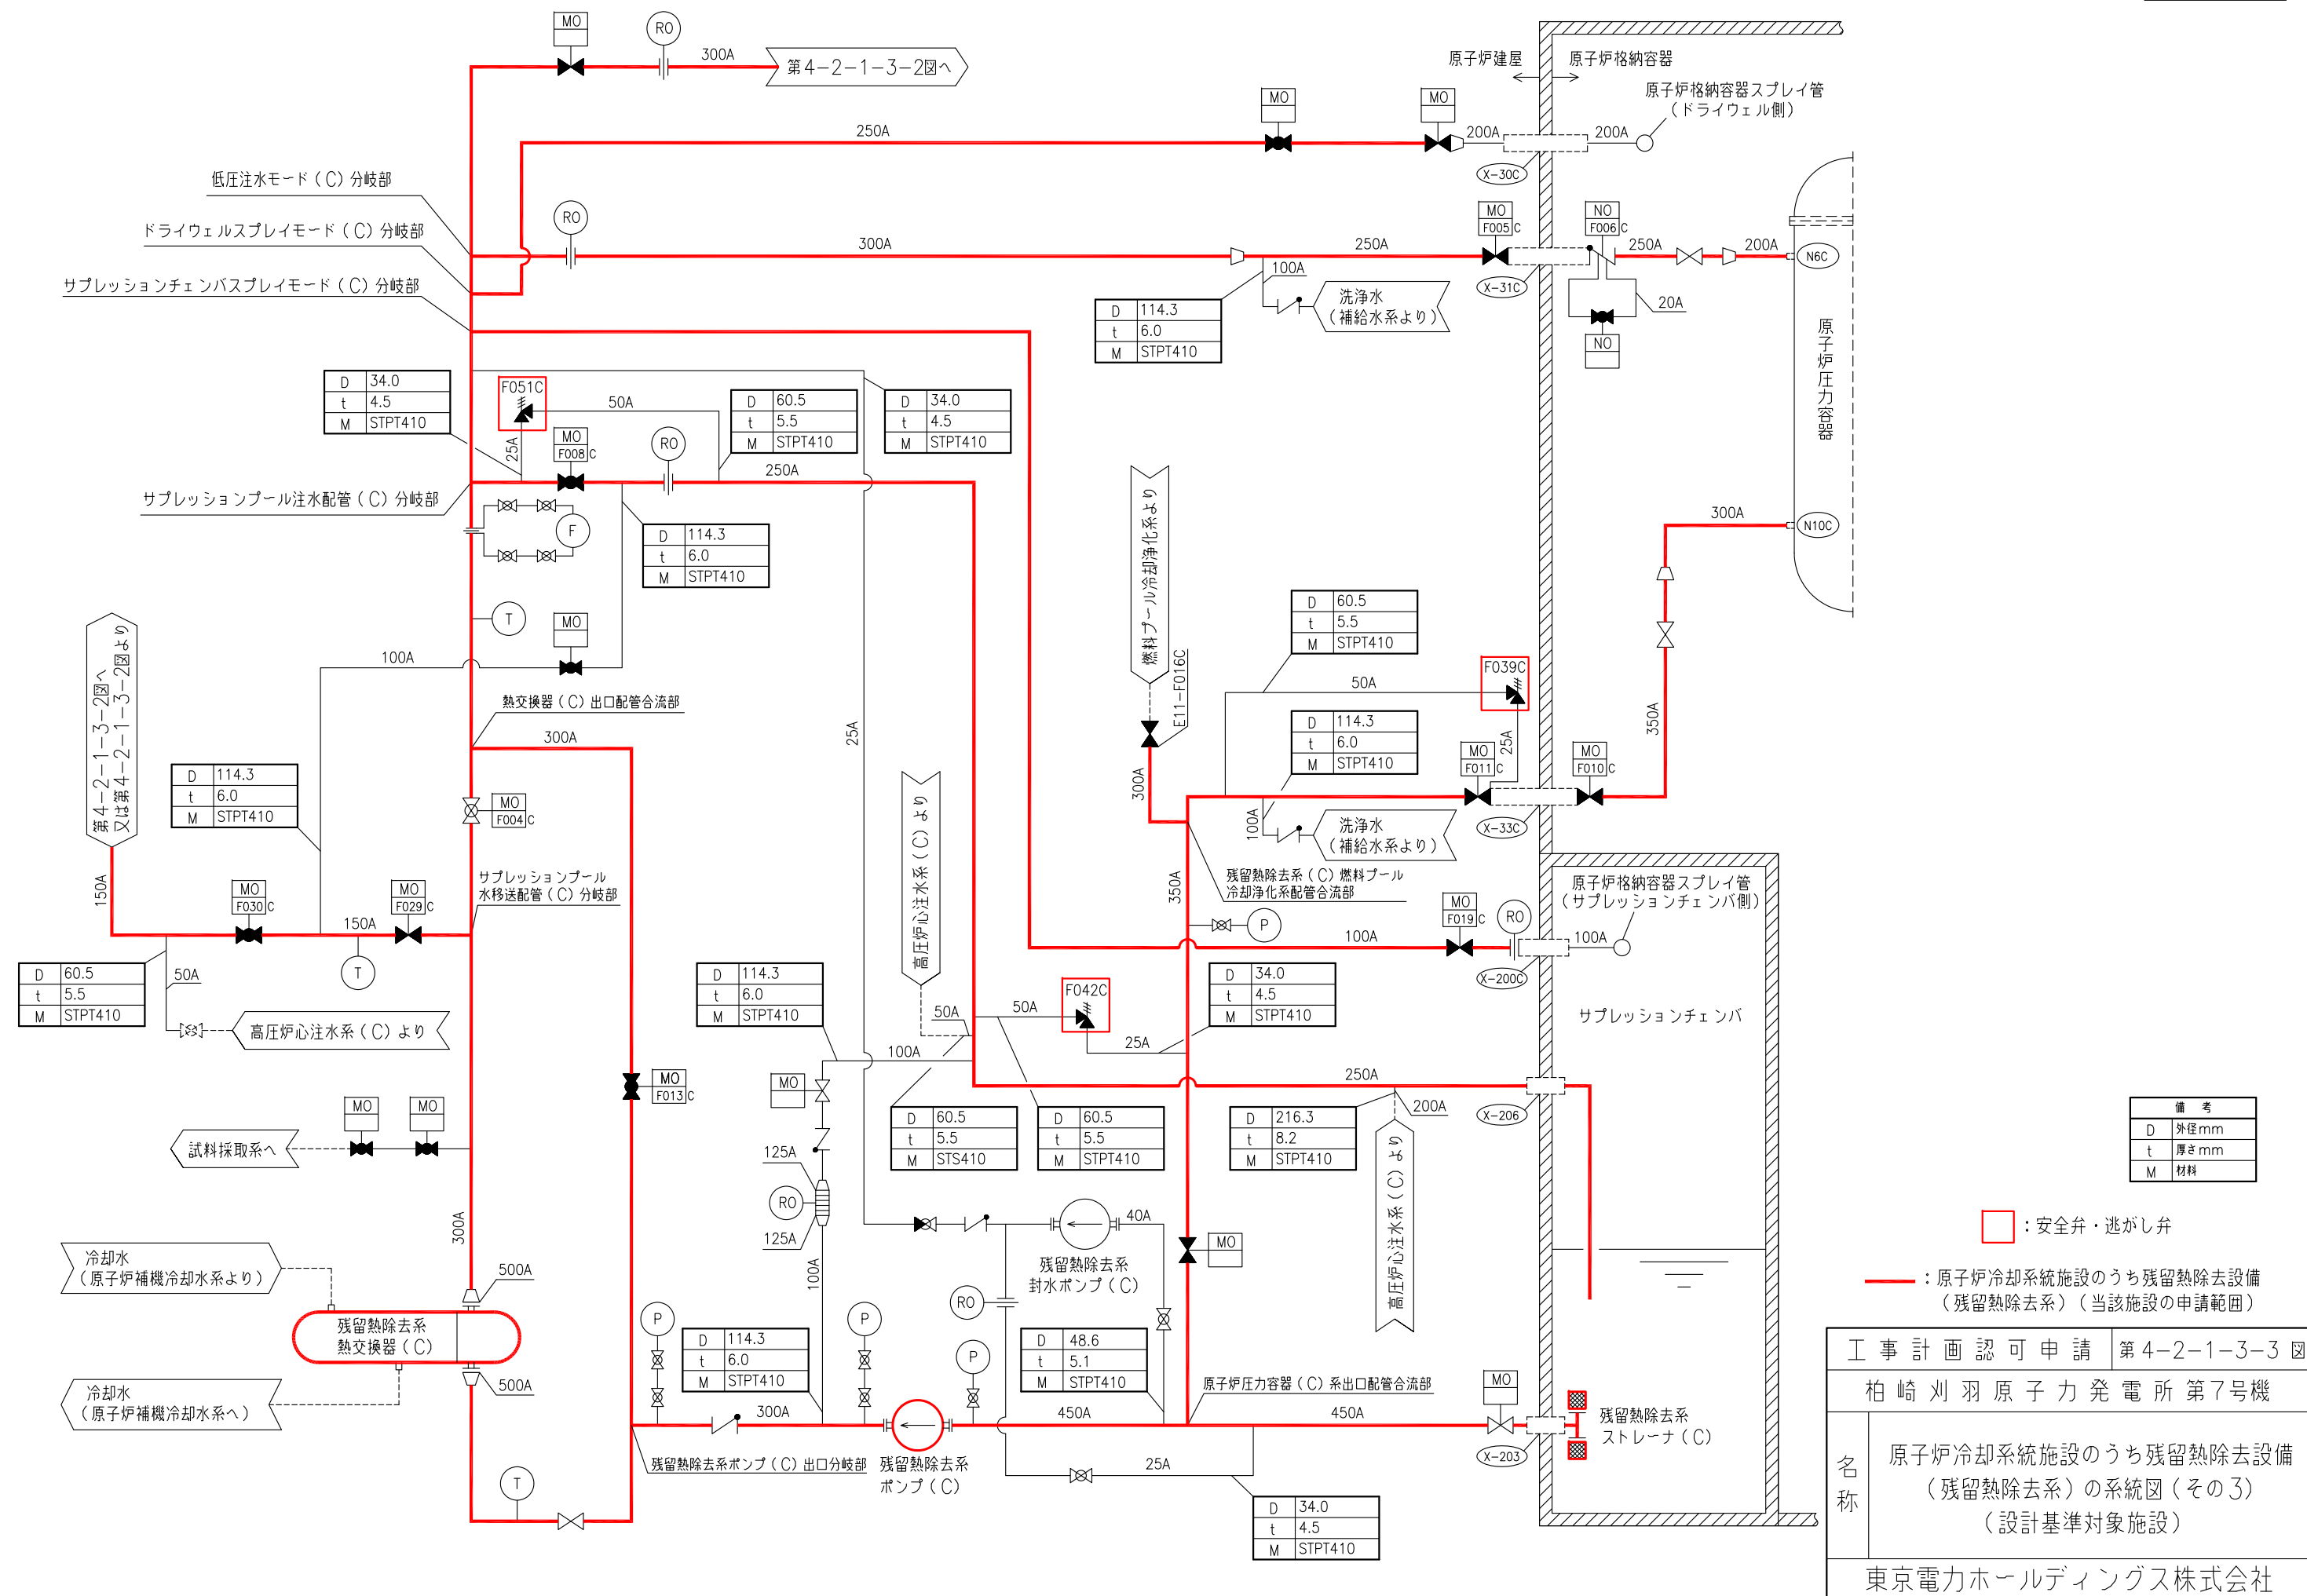 MO
RO
300A
第4-2-1-3-2図へ
原子炉建屋
原子炉格納容器
原子炉格納容器スプレイ管
(ドライウェル側)
MO
MO
250A
200A
200A
X-30C
低圧注水モード(C)分岐部
ドライウェルスプレイモード(C)分岐部
サプレッションチェンバスプレイモード(C)分岐部
RO
300A
250A
MO
F005 C
NO
F006 C
250A
200A
N6C
X-31C
20A
NO
100A
洗浄水
(補給水系より)
D 114.3
t 6.0
M STPT410
原子炉圧力容器
D 34.0
t 4.5
M STPT410
F051C
50A
25A
D 60.5
t 5.5
M STPT410
D 34.0
t 4.5
M STPT410
MO
F008 C
RO
250A
サプレッションプール注水配管(C)分岐部
F
D 114.3
t 6.0
M STPT410
燃料プール冷却浄化系より
E11-F016C
300A
N10C
300A
T
MO
100A
第4-2-1-3-2図へ
又は第4-2-1-3-2図より
熱交換器(C)出口配管合流部
300A
25A
D 60.5
t 5.5
M STPT410
F039C
50A
25A
350A
D 114.3
t 6.0
M STPT410
MO
F011 C
MO
F010 C
X-33C
100A
洗浄水
(補給水系より)
D 114.3
t 6.0
M STPT410
MO
F004 C
高圧炉心注水系(C)より
サプレッションプール
水移送配管(C)分岐部
残留熱除去系(C)燃料プール
冷却浄化系配管合流部
350A
原子炉格納容器スプレイ管
(サプレッションチェンバ側)
150A
MO
F030 C
150A
MO
F029 C
T
P
MO
F019 C
RO
100A
100A
X-200C
D 60.5
t 5.5
M STPT410
50A
高圧炉心注水系(C)より
D 114.3
t 6.0
M STPT410
50A
50A
F042C
25A
D 34.0
t 4.5
M STPT410
サプレッションチェンバ
100A
MO
MO
F013 C
250A
X-206
200A
D 60.5
t 5.5
M STS410
D 60.5
t 5.5
M STPT410
D 216.3
t 8.2
M STPT410
高圧炉心注水系(C)より
MO
MO
試料採取系へ
125A
RO
125A
100A
備考
D 外径mm
t 厚さmm
M 材料
300A
40A
残留熱除去系
封水ポンプ(C)
MO
:安全弁・逃がし弁
冷却水
(原子炉補機冷却水系より)
500A
残留熱除去系
熱交換器(C)
500A
冷却水
(原子炉補機冷却水系へ)
RO
:原子炉冷却系統施設のうち残留熱除去設備
(残留熱除去系)(当該施設の申請範囲)
P
D 114.3
t 6.0
M STPT410
P
P
D 48.6
t 5.1
M STPT410
原子炉圧力容器(C)系出口配管合流部
MO
300A
450A
450A
X-203
残留熱除去系
ストレーナ(C)
残留熱除去系ポンプ(C)出口分岐部
残留熱除去系
ポンプ(C)
25A
T
D 34.0
t 4.5
M STPT410
工事計画認可申請 第4-2-1-3-3図
柏崎刈羽原子力発電所第7号機
名称
原子炉冷却系統施設のうち残留熱除去設備
(残留熱除去系)の系統図(その3)
(設計基準対象施設)
東京電力ホールディングス株式会社